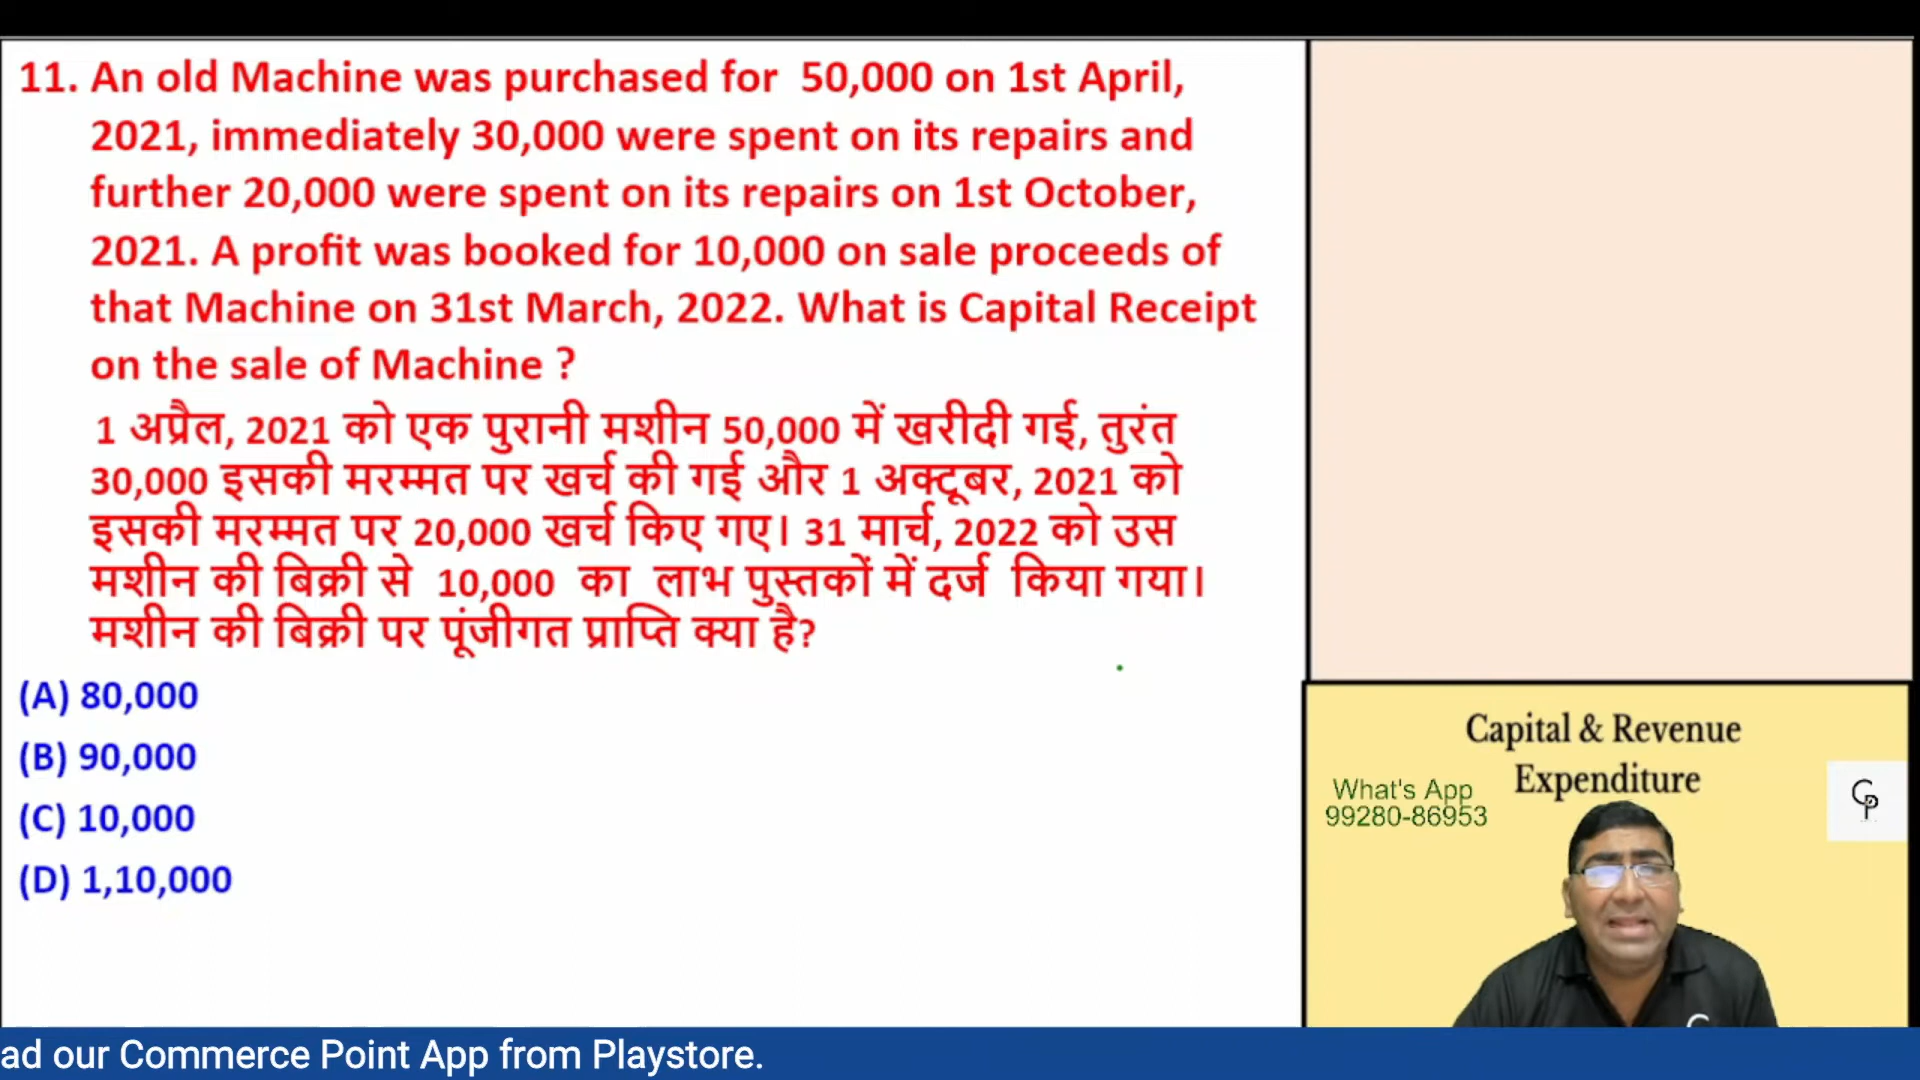 11. An old Machine was purchased for 50,000 on 1st April,
2021, immediately 30,000 were spent on its repairs and
further 20,000 were spent on its repairs on 1st October,
2021. A profit was booked for 10,000 on sale proceeds of
that Machine on 31st March, 2022. What is Capital Receipt
on the sale of Machine ?
1 अप्रैल, 2021 को एक पुरानी मशीन 50,000 में खरीदी गई, तुरंत
30,000 इसकी मरम्मत पर खर्च की गई और 1 अक्टूबर, 2021 को
इसकी मरम्मत पर 20,000 खर्च किए गए। 31 मार्च, 2022 को उस
मशीन की बिक्री से 10,000 का लाभ पुस्तकों में दर्ज किया गया।
मशीन की बिक्री पर पूंजीगत प्राप्ति क्या है?
(A) 80,000
(B) 90,000
(C) 10,000
(D) 1,10,000
Capital & Revenue
Expenditure
What's App
99280-86953
CP
ad our Commerce Point App from Playstore.